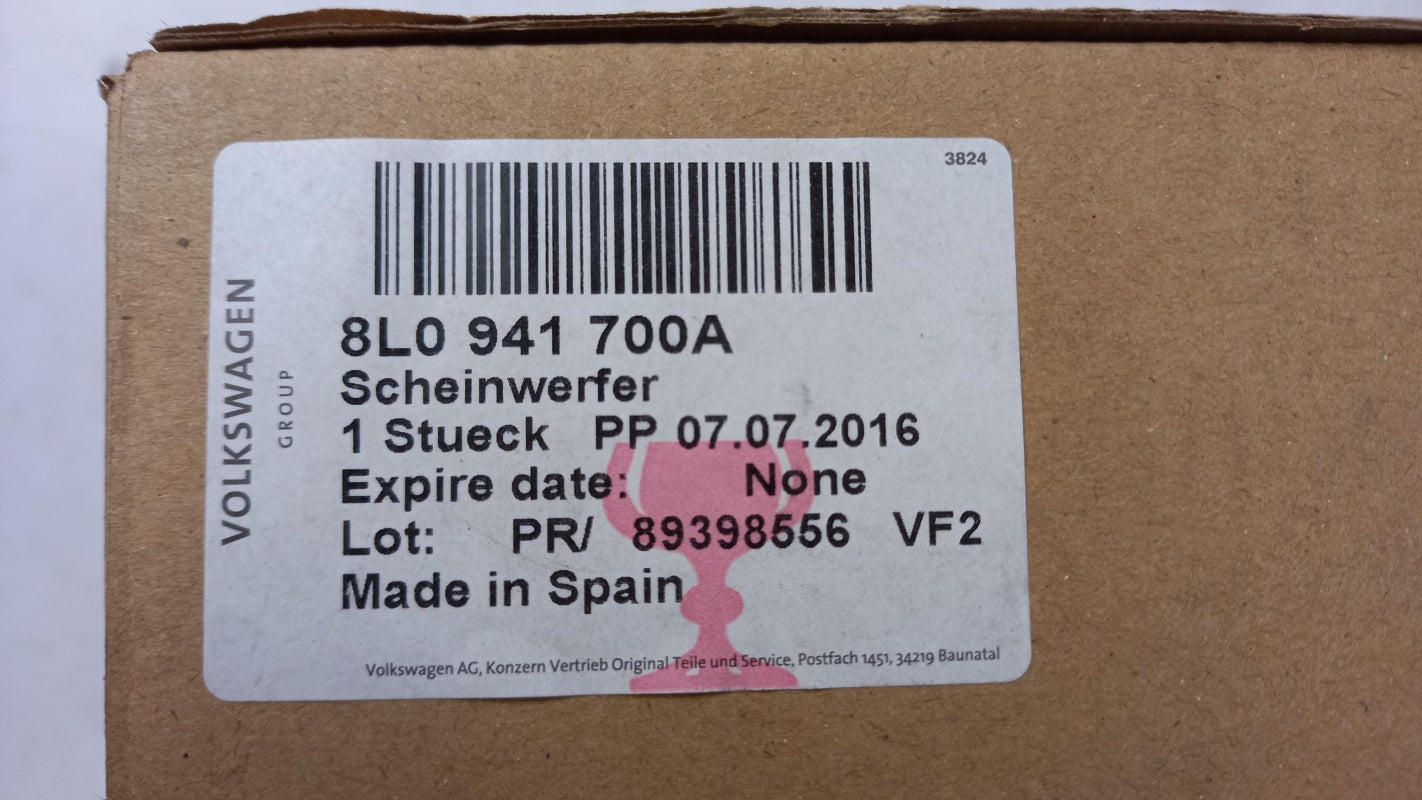 3824
VOLKSWAGEN
GROUP
8L0 941 700A
Scheinwerfer
1 Stueck PP 07.07.2016
Expire date: None
Lot: PR/ 89398556 VF2
Made in Spain
Volkswagen AG, Konzern Vertrieb Original Teile und Service, Postfach 1451, 34219 Baunatal